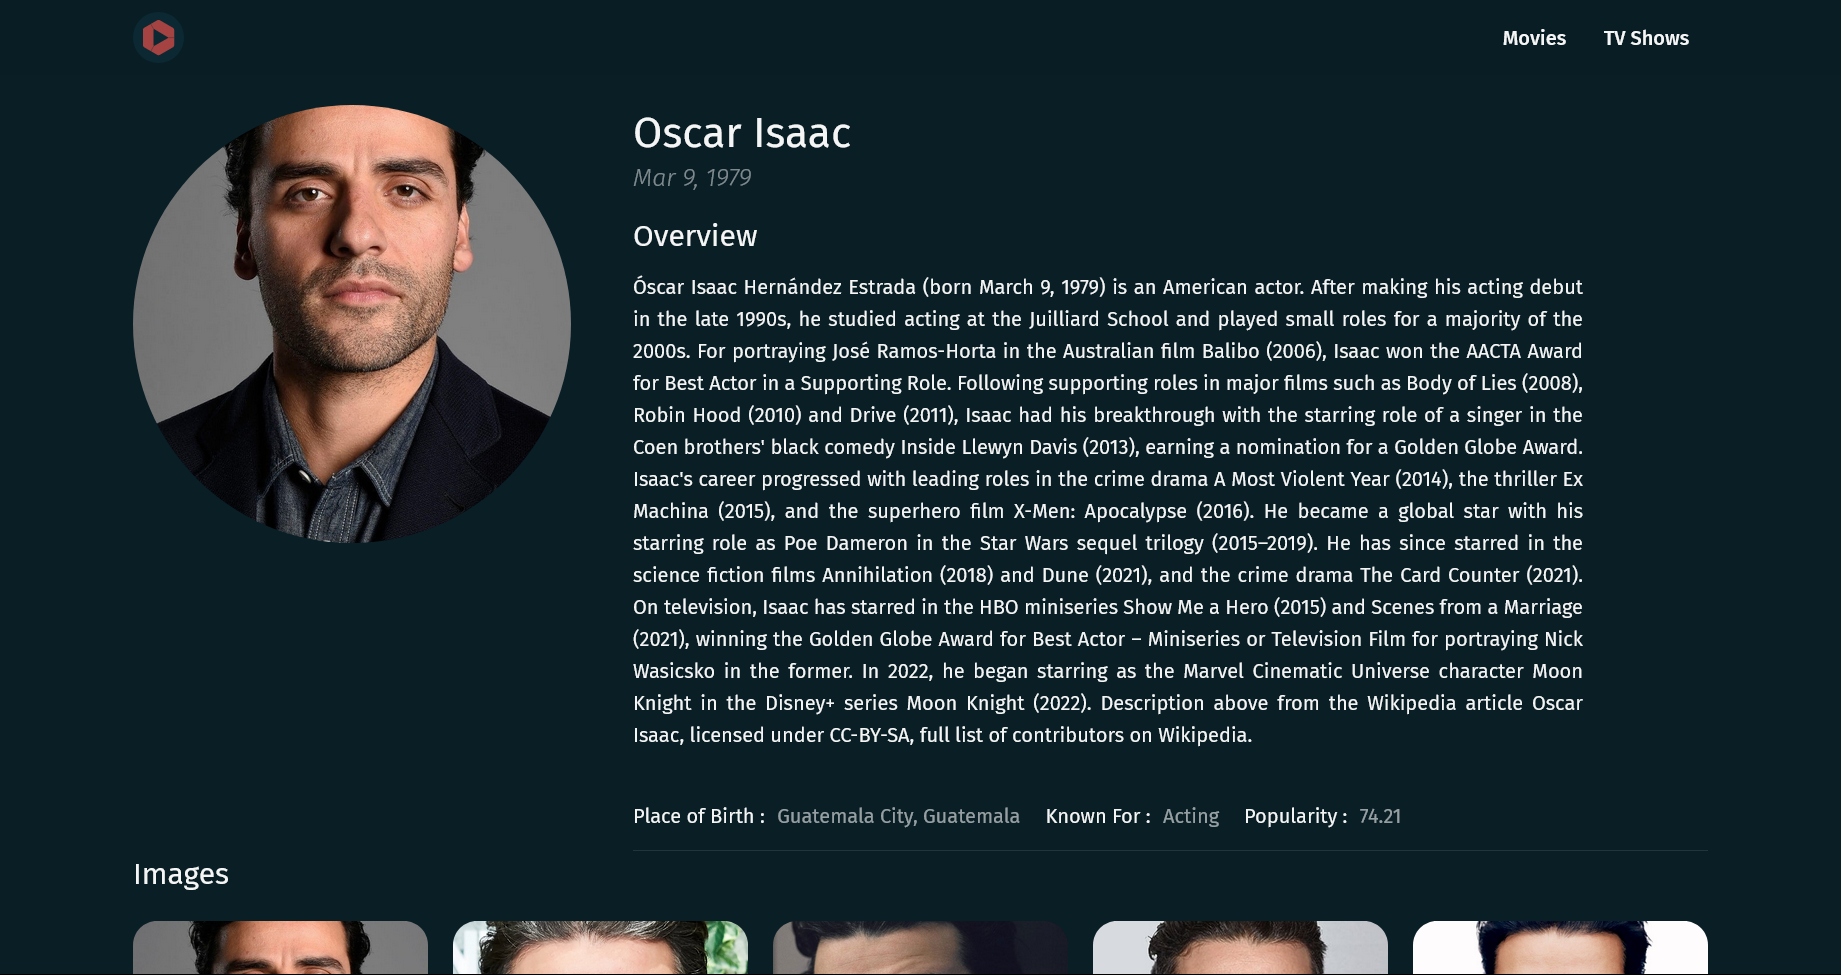 Movies TV Shows
Oscar Isaac
Mar 9, 1979
Overview
Óscar Isaac Hernández Estrada (born March 9, 1979) is an American actor. After making his acting debut
in the late 1990s, he studied acting at the Juilliard School and played small roles for a majority of the
2000s. For portraying José Ramos-Horta in the Australian film Balibo (2006), Isaac won the AACTA Award
for Best Actor in a Supporting Role. Following supporting roles in major films such as Body of Lies (2008),
Robin Hood (2010) and Drive (2011), Isaac had his breakthrough with the starring role of a singer in the
Coen brothers' black comedy Inside Llewyn Davis (2013), earning a nomination for a Golden Globe Award.
Isaac's career progressed with leading roles in the crime drama A Most Violent Year (2014), the thriller Ex
Machina (2015), and the superhero film X-Men: Apocalypse (2016). He became a global star with his
starring role as Poe Dameron in the Star Wars sequel trilogy (2015–2019). He has since starred in the
science fiction films Annihilation (2018) and Dune (2021), and the crime drama The Card Counter (2021).
On television, Isaac has starred in the HBO miniseries Show Me a Hero (2015) and Scenes from a Marriage
(2021), winning the Golden Globe Award for Best Actor – Miniseries or Television Film for portraying Nick
Wasicsko in the former. In 2022, he began starring as the Marvel Cinematic Universe character Moon
Knight in the Disney+ series Moon Knight (2022). Description above from the Wikipedia article Oscar
Isaac, licensed under CC-BY-SA, full list of contributors on Wikipedia.
Place of Birth : Guatemala City, Guatemala Known For : Acting Popularity : 74.21
Images